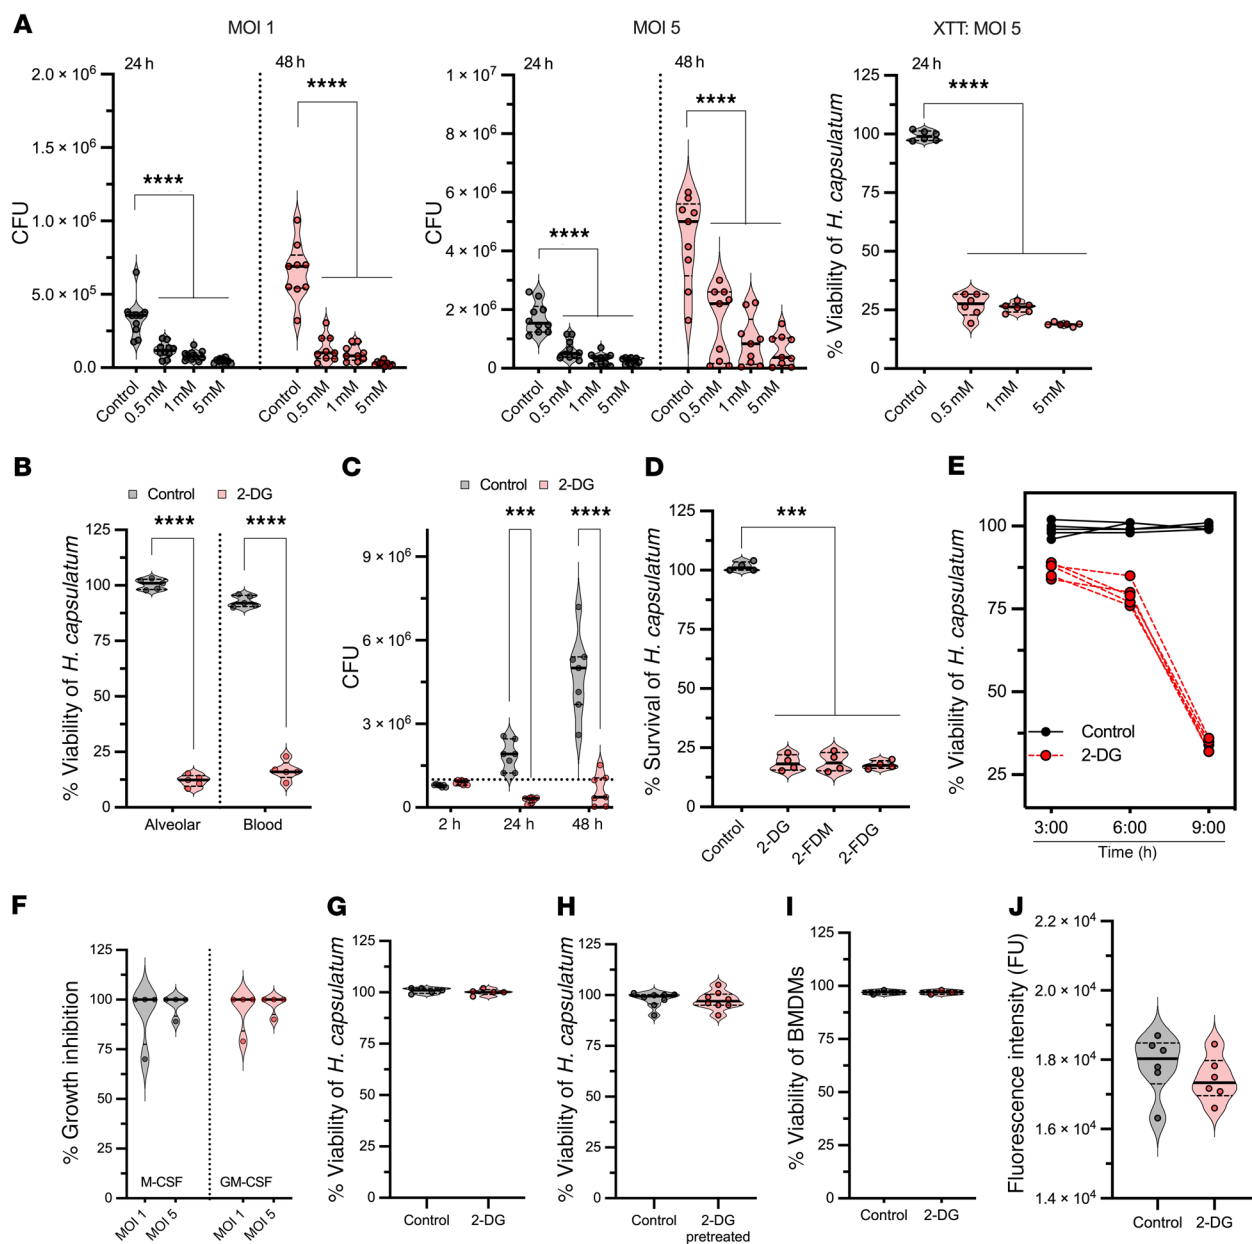 A
MOI 1
MOI 5
XTT: MOI 5
24 h
48 h
24 h
48 h
24 h
CFU
2.0 × 10⁶
1.5 × 10⁶
1.0 × 10⁶
5.0 × 10⁵
0.0
****
****
Control
0.5 mM
1 mM
5 mM
Control
0.5 mM
1 mM
5 mM
CFU
1 × 10⁷
8 × 10⁶
6 × 10⁶
4 × 10⁶
2 × 10⁶
0
****
****
Control
0.5 mM
1 mM
5 mM
Control
0.5 mM
1 mM
5 mM
% Viability of H. capsulatum
125
100
75
50
25
0
****
Control
0.5 mM
1 mM
5 mM
B
Control
2-DG
% Viability of H. capsulatum
125
100
75
50
25
0
****
****
Alveolar
Blood
C
Control
2-DG
CFU
9 × 10⁶
6 × 10⁶
3 × 10⁶
0
***
****
2 h
24 h
48 h
D
% Survival of H. capsulatum
125
100
75
50
25
0
***
Control
2-DG
2-FDM
2-FDG
E
% Viability of H. capsulatum
100
75
50
25
Control
2-DG
3:00
6:00
9:00
Time (h)
F
% Growth inhibition
125
100
75
50
25
0
M-CSF
GM-CSF
MOI 1
MOI 5
MOI 1
MOI 5
G
% Viability of H. capsulatum
125
100
75
50
25
0
Control
2-DG
H
% Viability of H. capsulatum
125
100
75
50
25
0
Control
2-DG
pretreated
I
% Viability of BMDMs
125
100
75
50
25
0
Control
2-DG
J
Fluorescence intensity (FU)
2.2 × 10⁴
2.0 × 10⁴
1.8 × 10⁴
1.6 × 10⁴
1.4 × 10⁴
Control
2-DG